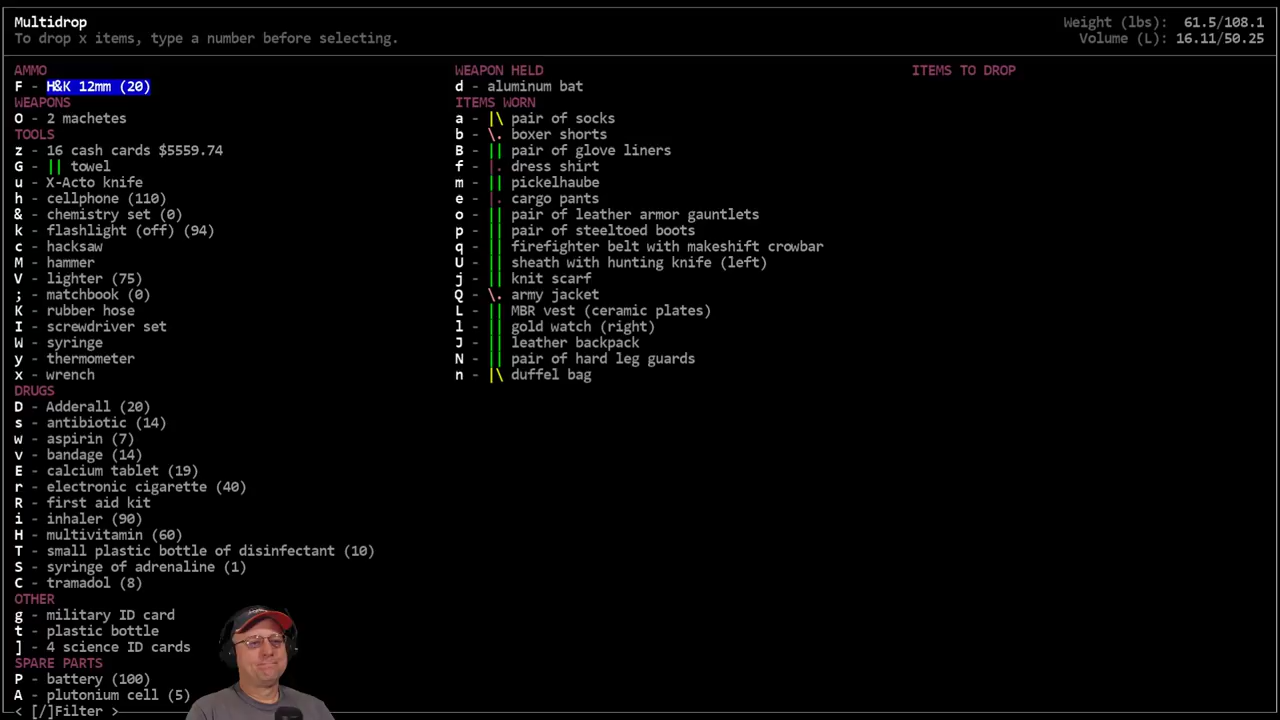 Multidrop
To drop x items, type a number before selecting.
Weight (lbs): 61.5/108.1
Volume (L): 16.11/50.25
AMMO
F - H&K 12mm (20)
WEAPONS
O - 2 machetes
TOOLS
z - 16 cash cards $5559.74
G - || towel
u - X-Acto knife
h - cellphone (110)
& - chemistry set (0)
k - flashlight (off) (94)
c - hacksaw
M - hammer
V - lighter (75)
; - matchbook (0)
K - rubber hose
I - screwdriver set
W - syringe
y - thermometer
x - wrench
DRUGS
D - Adderall (20)
s - antibiotic (14)
w - aspirin (7)
v - bandage (14)
E - calcium tablet (19)
r - electronic cigarette (40)
R - first aid kit
i - inhaler (90)
H - multivitamin (60)
T - small plastic bottle of disinfectant (10)
S - syringe of adrenaline (1)
C - tramadol (8)
OTHER
g - military ID card
t - plastic bottle
] - 4 science ID cards
SPARE PARTS
P - battery (100)
A - plutonium cell (5)
< [/]Filter >
WEAPON HELD
d - aluminum bat
ITEMS WORN
a - |\ pair of socks
b - \. boxer shorts
B - || pair of glove liners
f - |. dress shirt
m - || pickelhaube
e - |. cargo pants
o - || pair of leather armor gauntlets
p - || pair of steeltoed boots
q - || firefighter belt with makeshift crowbar
U - || sheath with hunting knife (left)
j - || knit scarf
Q - \. army jacket
L - || MBR vest (ceramic plates)
l - || gold watch (right)
J - || leather backpack
N - || pair of hard leg guards
n - |\ duffel bag
ITEMS TO DROP